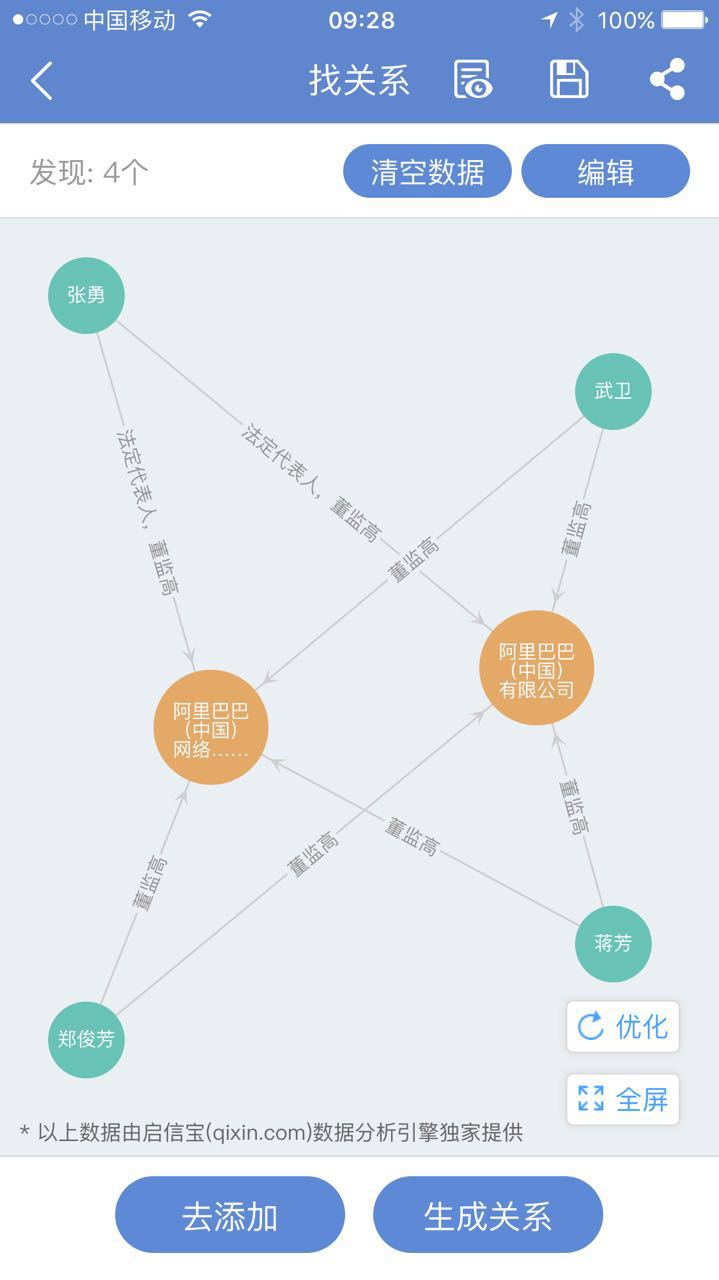 中国移动
09:28
100%
找关系
发现: 4个
清空数据
编辑
张勇
武卫
法定代表人，董监高
法定代表人，董监高
董监高
董监高
阿里巴巴
（中国）
有限公司
阿里巴巴
（中国）
网络……
董监高
董监高
董监高
董监高
蒋芳
郑俊芳
优化
全屏
* 以上数据由启信宝(qixin.com)数据分析引擎独家提供
去添加
生成关系